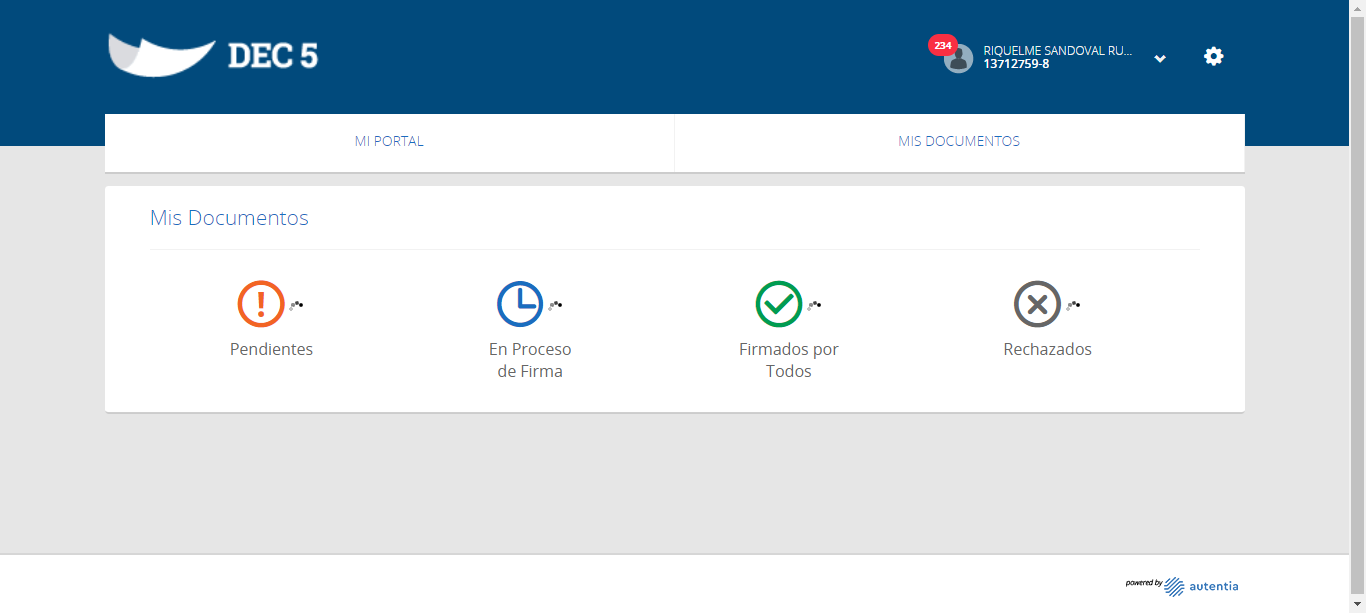 DEC 5
234
RIQUELME SANDOVAL RU...
13712759-8
MI PORTAL
MIS DOCUMENTOS
Mis Documentos
Pendientes
En Proceso
de Firma
Firmados por
Todos
Rechazados
powered by autentia